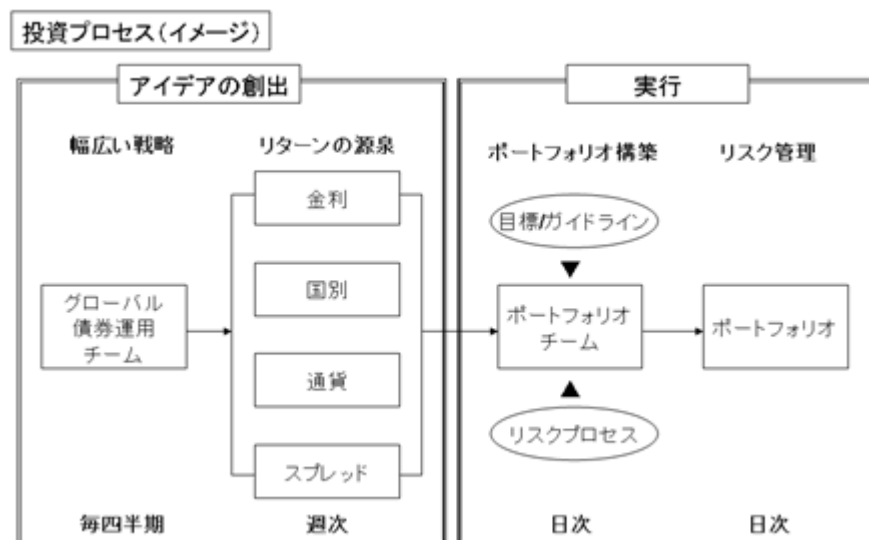 投資プロセス(イメージ)
アイデアの創出
幅広い戦略
リターンの源泉
グローバル
債券運用
チーム
金利
国別
通貨
スプレッド
毎四半期
週次
実行
ポートフォリオ構築
リスク管理
目標/ガイドライン
ポートフォリオ
チーム
リスクプロセス
ポートフォリオ
日次
日次